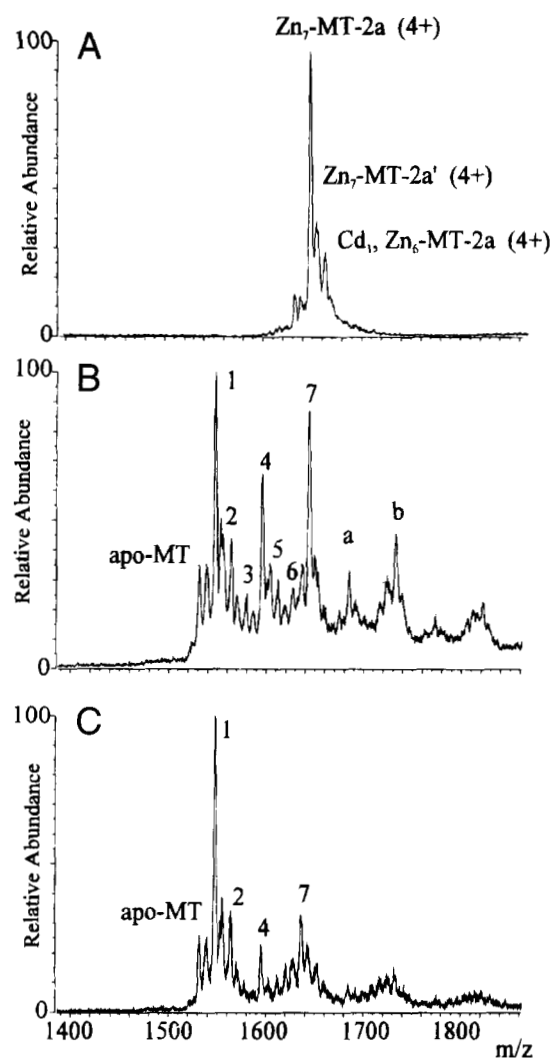 A
Zn₇-MT-2a (4+)
100
Zn₇-MT-2a' (4+)
Cd₁, Zn₆-MT-2a (4+)
Relative Abundance
0
B
100
1
7
4
b
2
apo-MT
a
5
3
6
Relative Abundance
0
C
100
1
apo-MT
2
7
4
Relative Abundance
0
1400 1500 1600 1700 1800
m/z